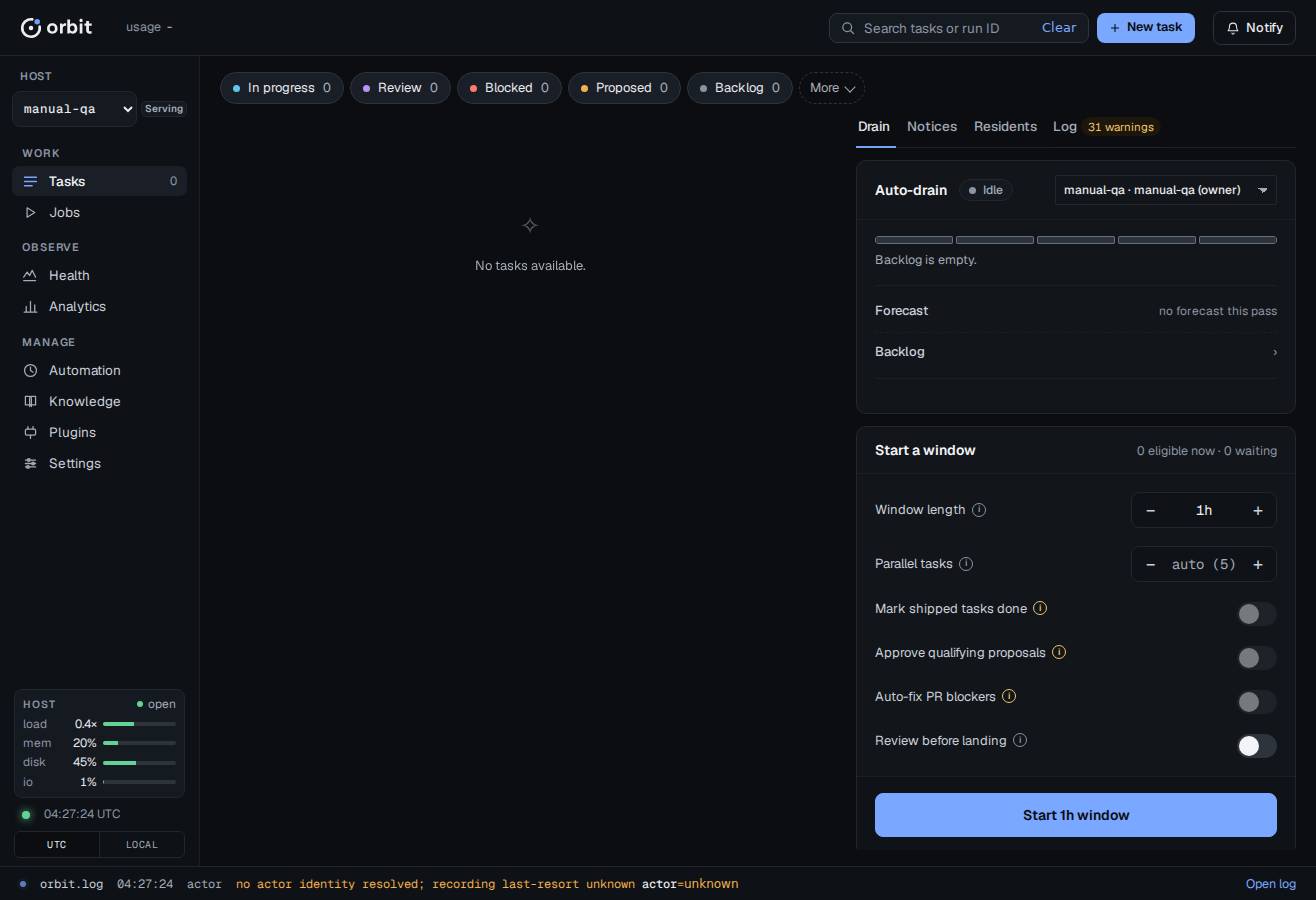 orbit
usage –
Search tasks or run ID
Clear
+ New task
Notify
HOST
manual-qa
Serving
WORK
Tasks 0
Jobs
OBSERVE
Health
Analytics
MANAGE
Automation
Knowledge
Plugins
Settings
HOST open
load 0.4×
mem 20%
disk 45%
io 1%
04:27:24 UTC
UTC LOCAL
In progress 0
Review 0
Blocked 0
Proposed 0
Backlog 0
More
No tasks available.
Drain Notices Residents Log 31 warnings
Auto-drain Idle manual-qa · manual-qa (owner)
Backlog is empty.
Forecast no forecast this pass
Backlog ›
Start a window 0 eligible now · 0 waiting
Window length i − 1h +
Parallel tasks i − auto (5) +
Mark shipped tasks done i
Approve qualifying proposals i
Auto-fix PR blockers i
Review before landing i
Start 1h window
orbit.log 04:27:24 actor no actor identity resolved; recording last-resort unknown actor=unknown
Open log